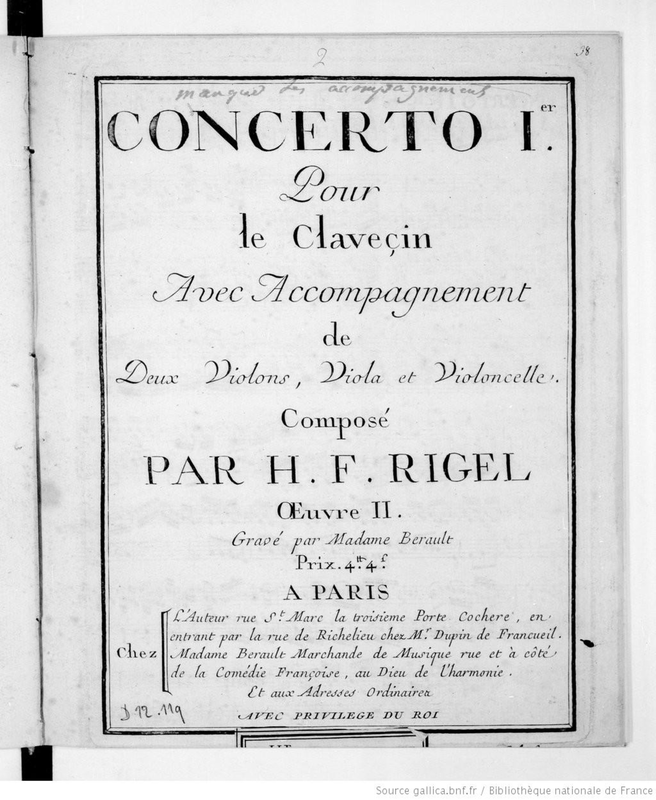 2
38
manque les accompagnements
CONCERTO I.er
Pour
le Claveçin
Avec Accompagnement
de
Deux Violons, Viola et Violoncelle.
Composé
PAR H. F. RIGEL
Œuvre II.
Gravé par Madame Berault
Prix. 4.tt 4.s
A PARIS
Chez
L'Auteur rue S.t Marc la troisieme Porte Cochere, en
entrant par la rue de Richelieu chez M.r Dupin de Francueil.
Madame Berault Marchande de Musique rue et à côté
de la Comédie Françoise, au Dieu de l'harmonie.
Et aux Adresses Ordinaires
AVEC PRIVILEGE DU ROI
D 12.119
Source gallica.bnf.fr / Bibliothèque nationale de France